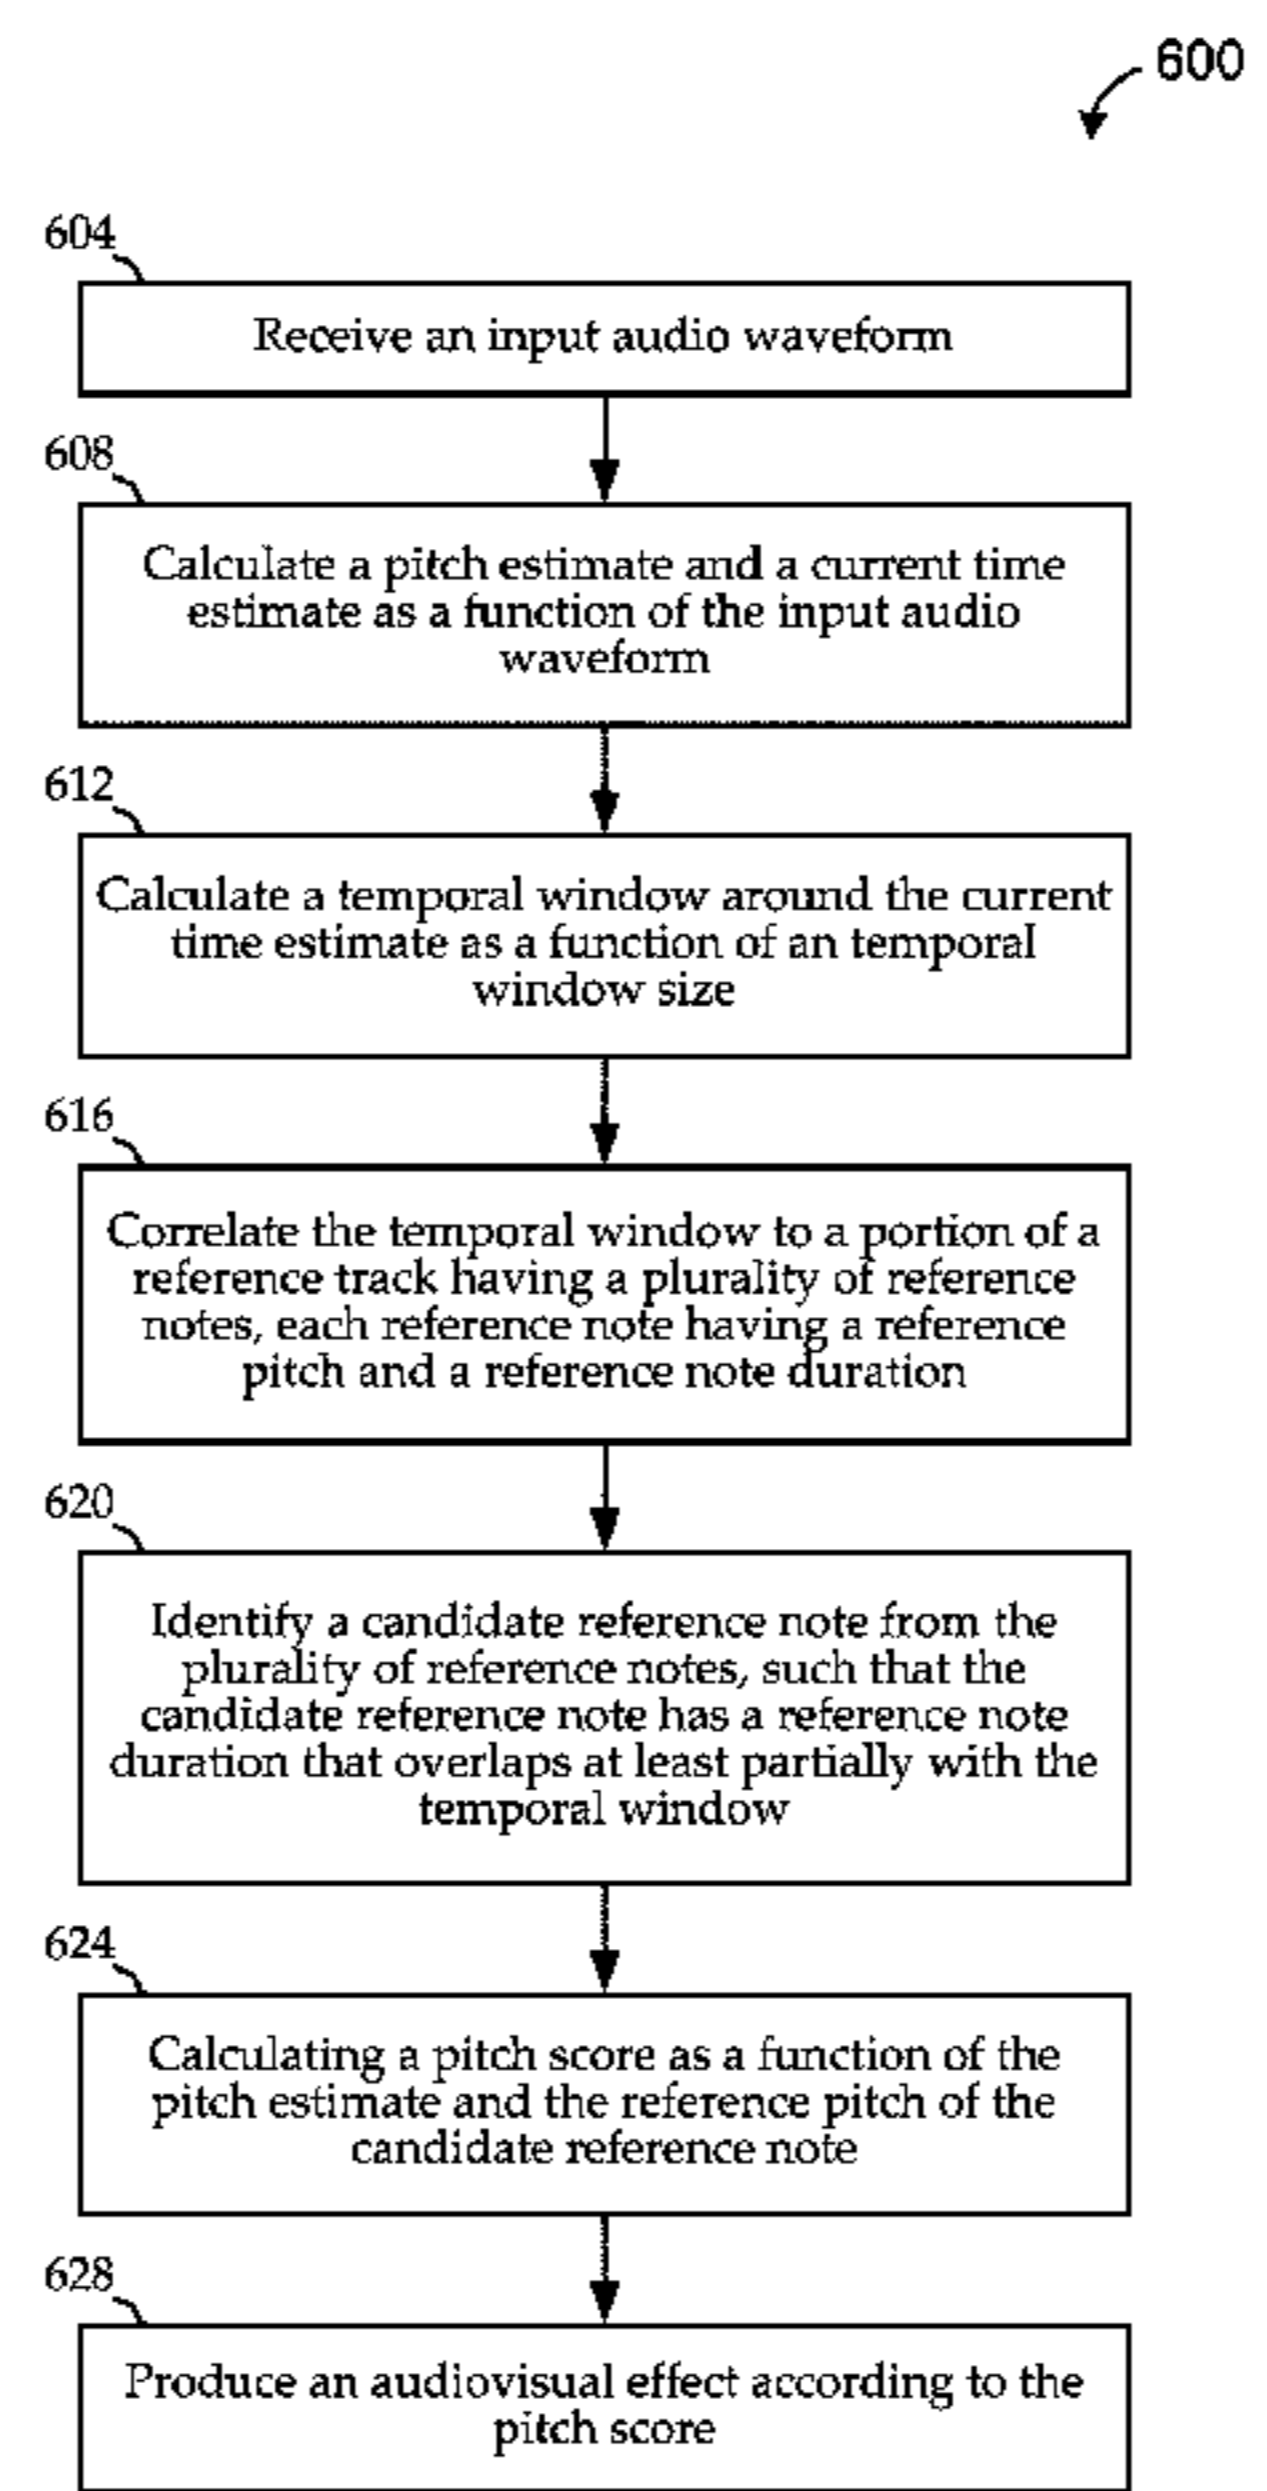 600
604
Receive an input audio waveform
608
Calculate a pitch estimate and a current time
estimate as a function of the input audio
waveform
612
Calculate a temporal window around the current
time estimate as a function of an temporal
window size
616
Correlate the temporal window to a portion of a
reference track having a plurality of reference
notes, each reference note having a reference
pitch and a reference note duration
620
Identify a candidate reference note from the
plurality of reference notes, such that the
candidate reference note has a reference note
duration that overlaps at least partially with the
temporal window
624
Calculating a pitch score as a function of the
pitch estimate and the reference pitch of the
candidate reference note
628
Produce an audiovisual effect according to the
pitch score